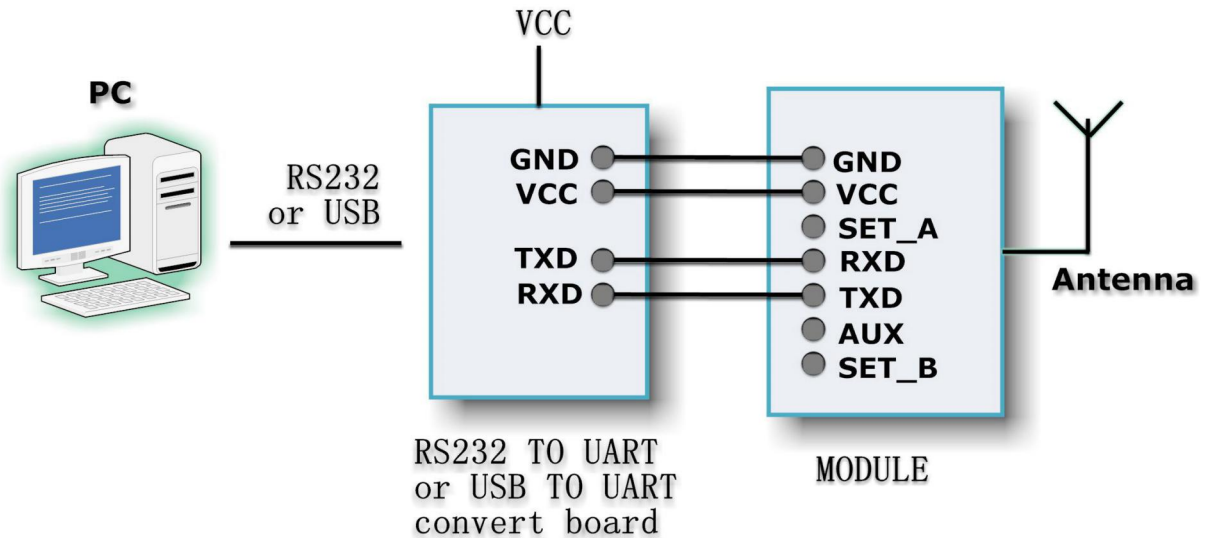 VCC
PC
RS232
or USB
GND
VCC
TXD
RXD
GND
VCC
SET_A
RXD
TXD
AUX
SET_B
Antenna
RS232 TO UART
or USB TO UART
convert board
MODULE